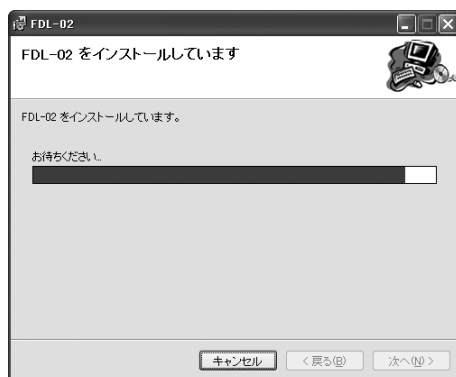 FDL-02
FDL-02 をインストールしています
FDL-02 をインストールしています。
お待ちください...
キャンセル
< 戻る(B)
次へ(N) >